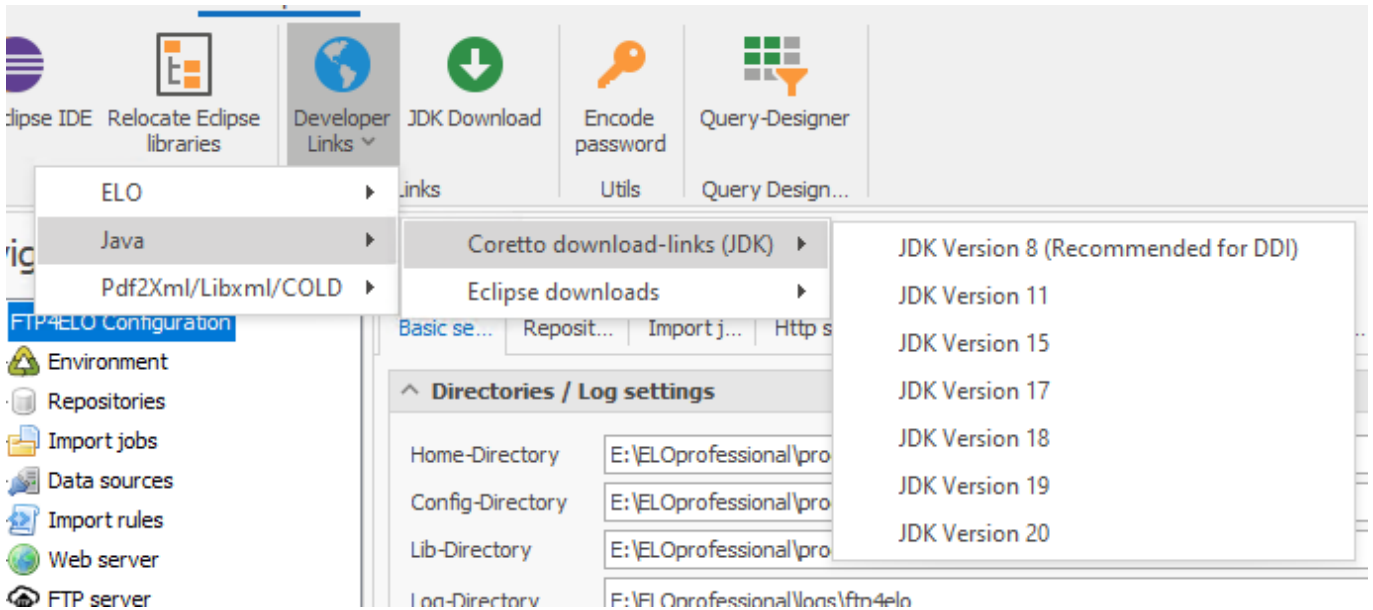 clipse IDE
Relocate Eclipse
libraries
Developer
Links
JDK Download
Encode
password
Query-Designer
Links
Utils
Query Design...
ELO
Java
Pdf2Xml/Libxml/COLD
Coretto download-links (JDK)
Eclipse downloads
JDK Version 8 (Recommended for DDI)
JDK Version 11
JDK Version 15
JDK Version 17
JDK Version 18
JDK Version 19
JDK Version 20
vig
FTP4ELO Configuration
Environment
Repositories
Import jobs
Data sources
Import rules
Web server
FTP server
Basic se...
Reposit...
Import j...
Http s
Directories / Log settings
Home-Directory
E:\ELOprofessional\pro
Config-Directory
E:\ELOprofessional\pro
Lib-Directory
E:\ELOprofessional\pro
Log-Directory
E:\ELOprofessional\logs\ftp4elo